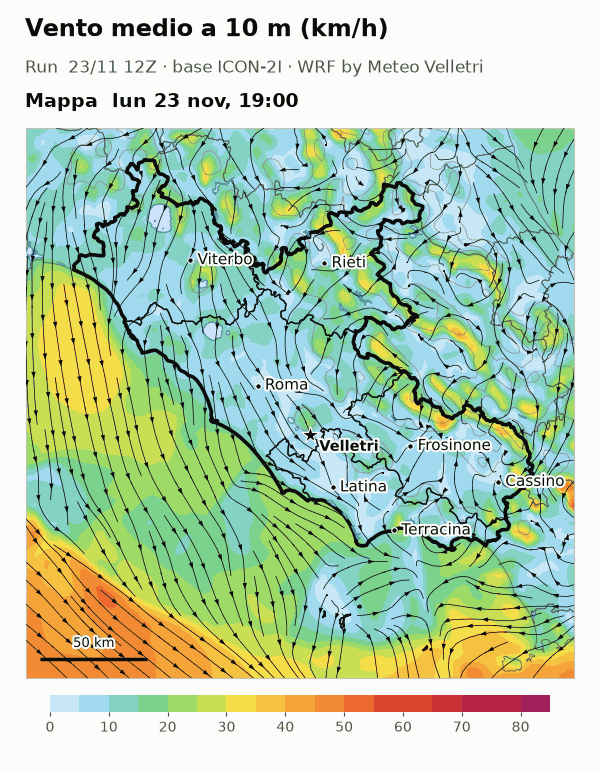 Vento medio a 10 m (km/h)
Run  23/11 12Z · base ICON-2I · WRF by Meteo Velletri
Mappa  lun 23 nov, 19:00
Viterbo
Rieti
Roma
Velletri
Frosinone
Cassino
Latina
Terracina
50 km
0 10 20 30 40 50 60 70 80